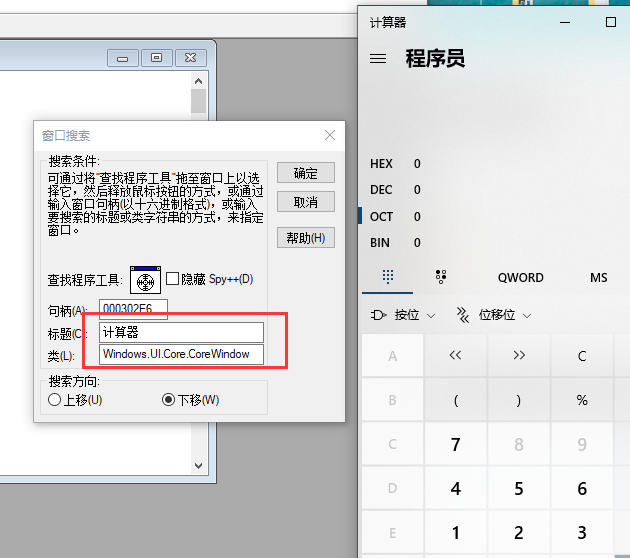 窗口搜索
搜索条件:
可通过将"查找程序工具"拖至窗口上以选
择它，然后释放鼠标按钮的方式，或通过
输入窗口句柄(以十六进制格式)，或输入
要搜索的标题或类字符串的方式，来指定
窗口。
确定
取消
帮助(H)
查找程序工具:
隐藏 Spy++(D)
句柄(A):
000302E6
标题(C):
计算器
类(L):
Windows.UI.Core.CoreWindow
搜索方向:
上移(U)
下移(W)
计算器
程序员
HEX 0
DEC 0
OCT 0
BIN 0
QWORD MS
按位 位移位
A << >> C
B ( ) %
C 7 8 9
D 4 5 6
E 1 2 3